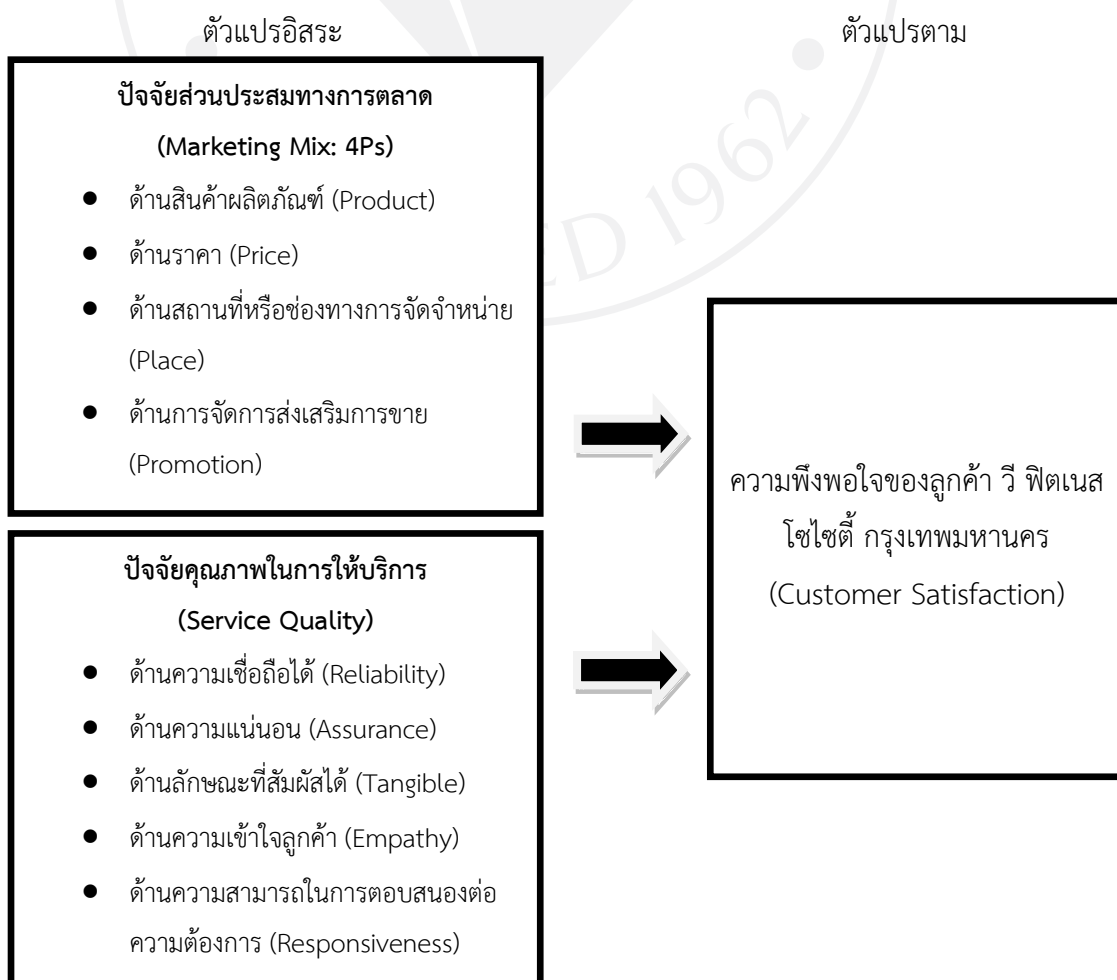 ตัวแปรอิสระ
ตัวแปรตาม
ปัจจัยส่วนประสมทางการตลาด
(Marketing Mix: 4Ps)
● ด้านสินค้าผลิตภัณฑ์ (Product)
● ด้านราคา (Price)
● ด้านสถานที่หรือช่องทางการจัดจำหน่าย
(Place)
● ด้านการจัดการส่งเสริมการขาย
(Promotion)
ปัจจัยคุณภาพในการให้บริการ
(Service Quality)
● ด้านความเชื่อถือได้ (Reliability)
● ด้านความแน่นอน (Assurance)
● ด้านลักษณะที่สัมผัสได้ (Tangible)
● ด้านความเข้าใจลูกค้า (Empathy)
● ด้านความสามารถในการตอบสนองต่อ
ความต้องการ (Responsiveness)
ความพึงพอใจของลูกค้า วี ฟิตเนส
โซไซตี้ กรุงเทพมหานคร
(Customer Satisfaction)
1962